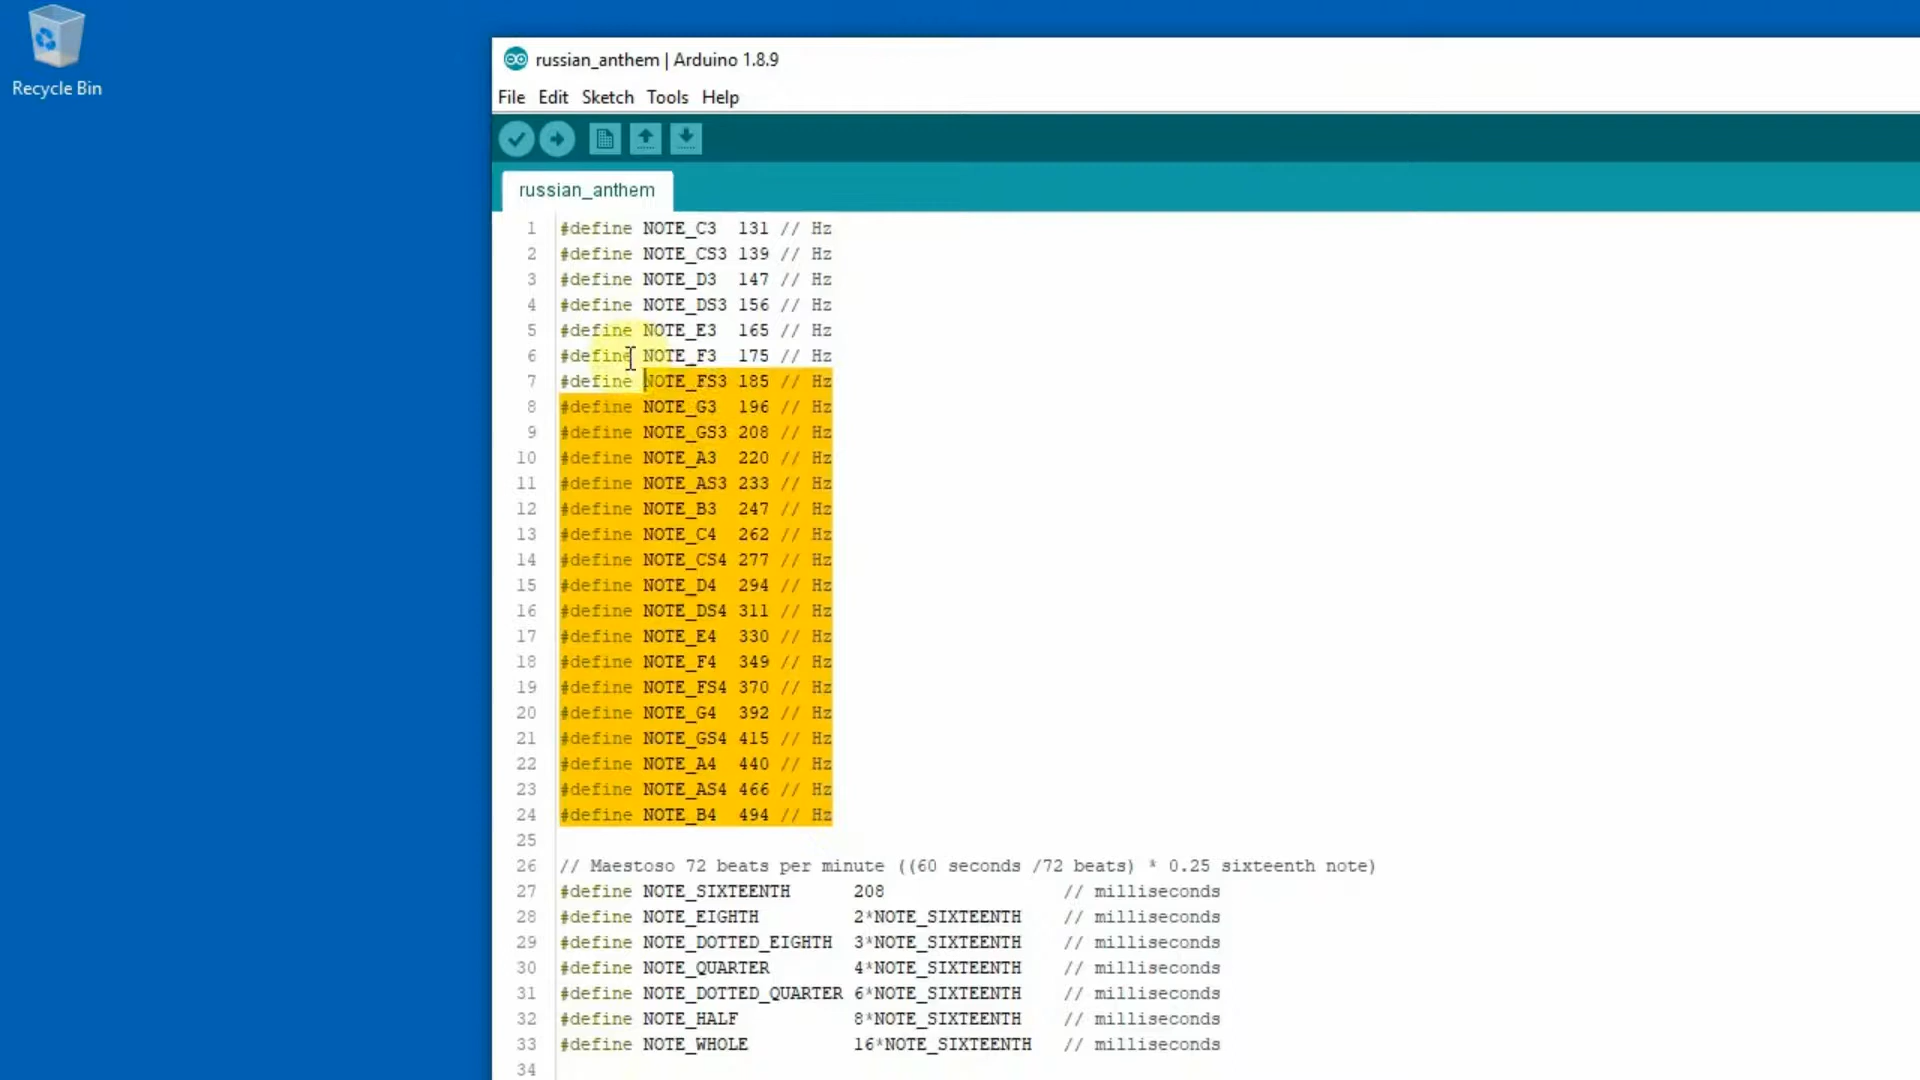 Recycle Bin
russian_anthem | Arduino 1.8.9
File Edit Sketch Tools Help
russian_anthem
1 #define NOTE_C3  131 // Hz
2 #define NOTE_CS3 139 // Hz
3 #define NOTE_D3  147 // Hz
4 #define NOTE_DS3 156 // Hz
5 #define NOTE_E3  165 // Hz
6 #define NOTE_F3  175 // Hz
7 #define NOTE_FS3 185 // Hz
8 #define NOTE_G3  196 // Hz
9 #define NOTE_GS3 208 // Hz
10 #define NOTE_A3  220 // Hz
11 #define NOTE_AS3 233 // Hz
12 #define NOTE_B3  247 // Hz
13 #define NOTE_C4  262 // Hz
14 #define NOTE_CS4 277 // Hz
15 #define NOTE_D4  294 // Hz
16 #define NOTE_DS4 311 // Hz
17 #define NOTE_E4  330 // Hz
18 #define NOTE_F4  349 // Hz
19 #define NOTE_FS4 370 // Hz
20 #define NOTE_G4  392 // Hz
21 #define NOTE_GS4 415 // Hz
22 #define NOTE_A4  440 // Hz
23 #define NOTE_AS4 466 // Hz
24 #define NOTE_B4  494 // Hz
25
26 // Maestoso 72 beats per minute ((60 seconds /72 beats) * 0.25 sixteenth note)
27 #define NOTE_SIXTEENTH      208                 // milliseconds
28 #define NOTE_EIGHTH         2*NOTE_SIXTEENTH    // milliseconds
29 #define NOTE_DOTTED_EIGHTH  3*NOTE_SIXTEENTH    // milliseconds
30 #define NOTE_QUARTER        4*NOTE_SIXTEENTH    // milliseconds
31 #define NOTE_DOTTED_QUARTER 6*NOTE_SIXTEENTH    // milliseconds
32 #define NOTE_HALF           8*NOTE_SIXTEENTH    // milliseconds
33 #define NOTE_WHOLE          16*NOTE_SIXTEENTH   // milliseconds
34